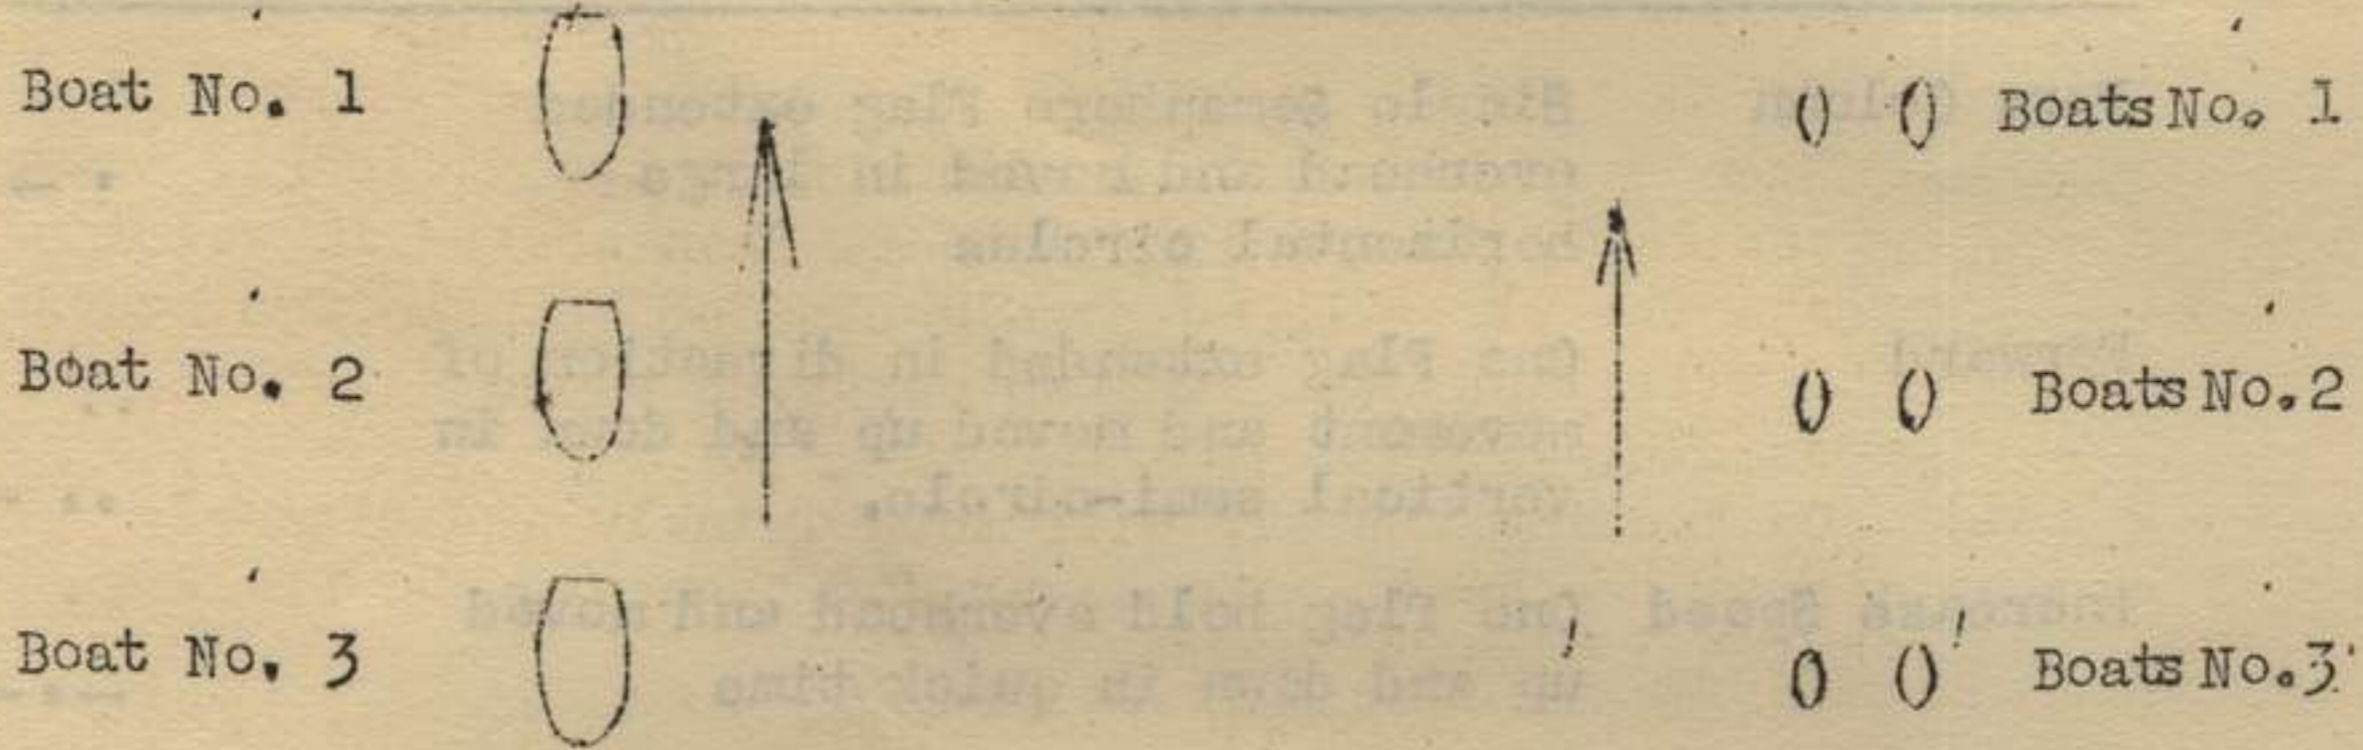 Boat No. 1
Boats No. 1
Boat No. 2
Boats No. 2
Boat No. 3
Boats No. 3